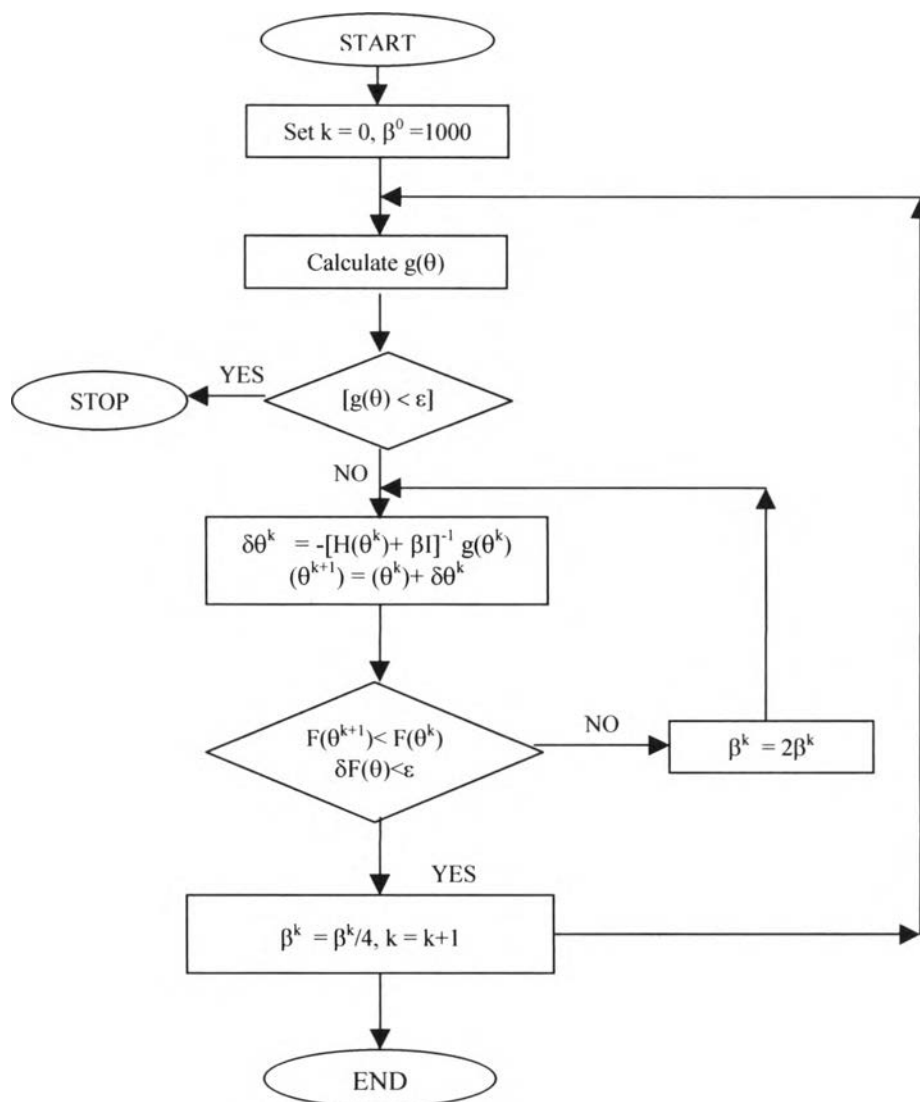 START
Set k = 0, β⁰ =1000
Calculate g(θ)
YES
STOP
[g(θ) < ε]
NO
δθᵏ = -[H(θᵏ)+ βI]⁻¹ g(θᵏ)
(θᵏ⁺¹) = (θᵏ)+ δθᵏ
F(θᵏ⁺¹)< F(θᵏ)
δF(θ)<ε
NO
βᵏ = 2βᵏ
YES
βᵏ = βᵏ/4, k = k+1
END